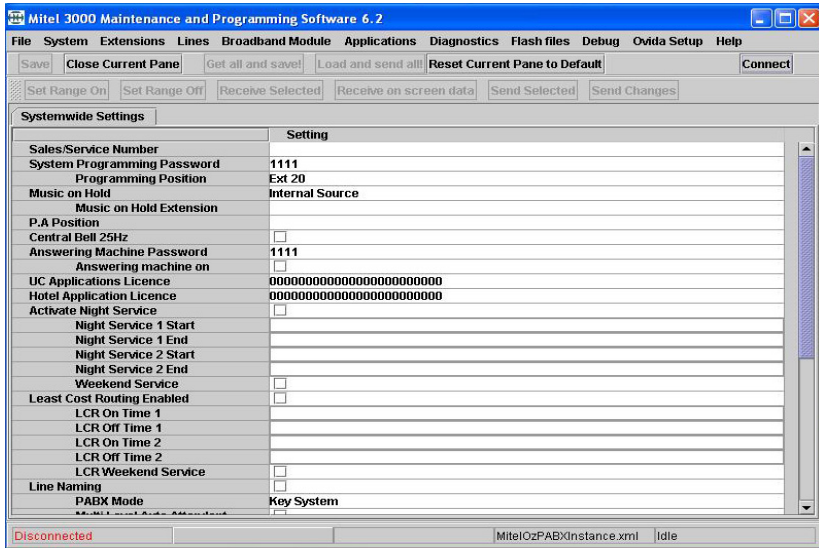 Mitel 3000 Maintenance and Programming Software 6.2
File System Extensions Lines Broadband Module Applications Diagnostics Flash files Debug Ovida Setup Help
Save Close Current Pane Get all and save! Load and send all! Reset Current Pane to Default Connect
Set Range On Set Range Off Receive Selected Receive on screen data Send Selected Send Changes
Systemwide Settings
Setting
Sales/Service Number
System Programming Password 1111
Programming Position Ext 20
Music on Hold Internal Source
Music on Hold Extension
P.A Position
Central Bell 25Hz
Answering Machine Password 1111
Answering machine on
UC Applications Licence 000000000000000000000000
Hotel Application Licence 000000000000000000000000
Activate Night Service
Night Service 1 Start
Night Service 1 End
Night Service 2 Start
Night Service 2 End
Weekend Service
Least Cost Routing Enabled
LCR On Time 1
LCR Off Time 1
LCR On Time 2
LCR Off Time 2
LCR Weekend Service
Line Naming
PABX Mode Key System
Multi Level Auto Attendant
Disconnected MitelOzPABXInstance.xml Idle